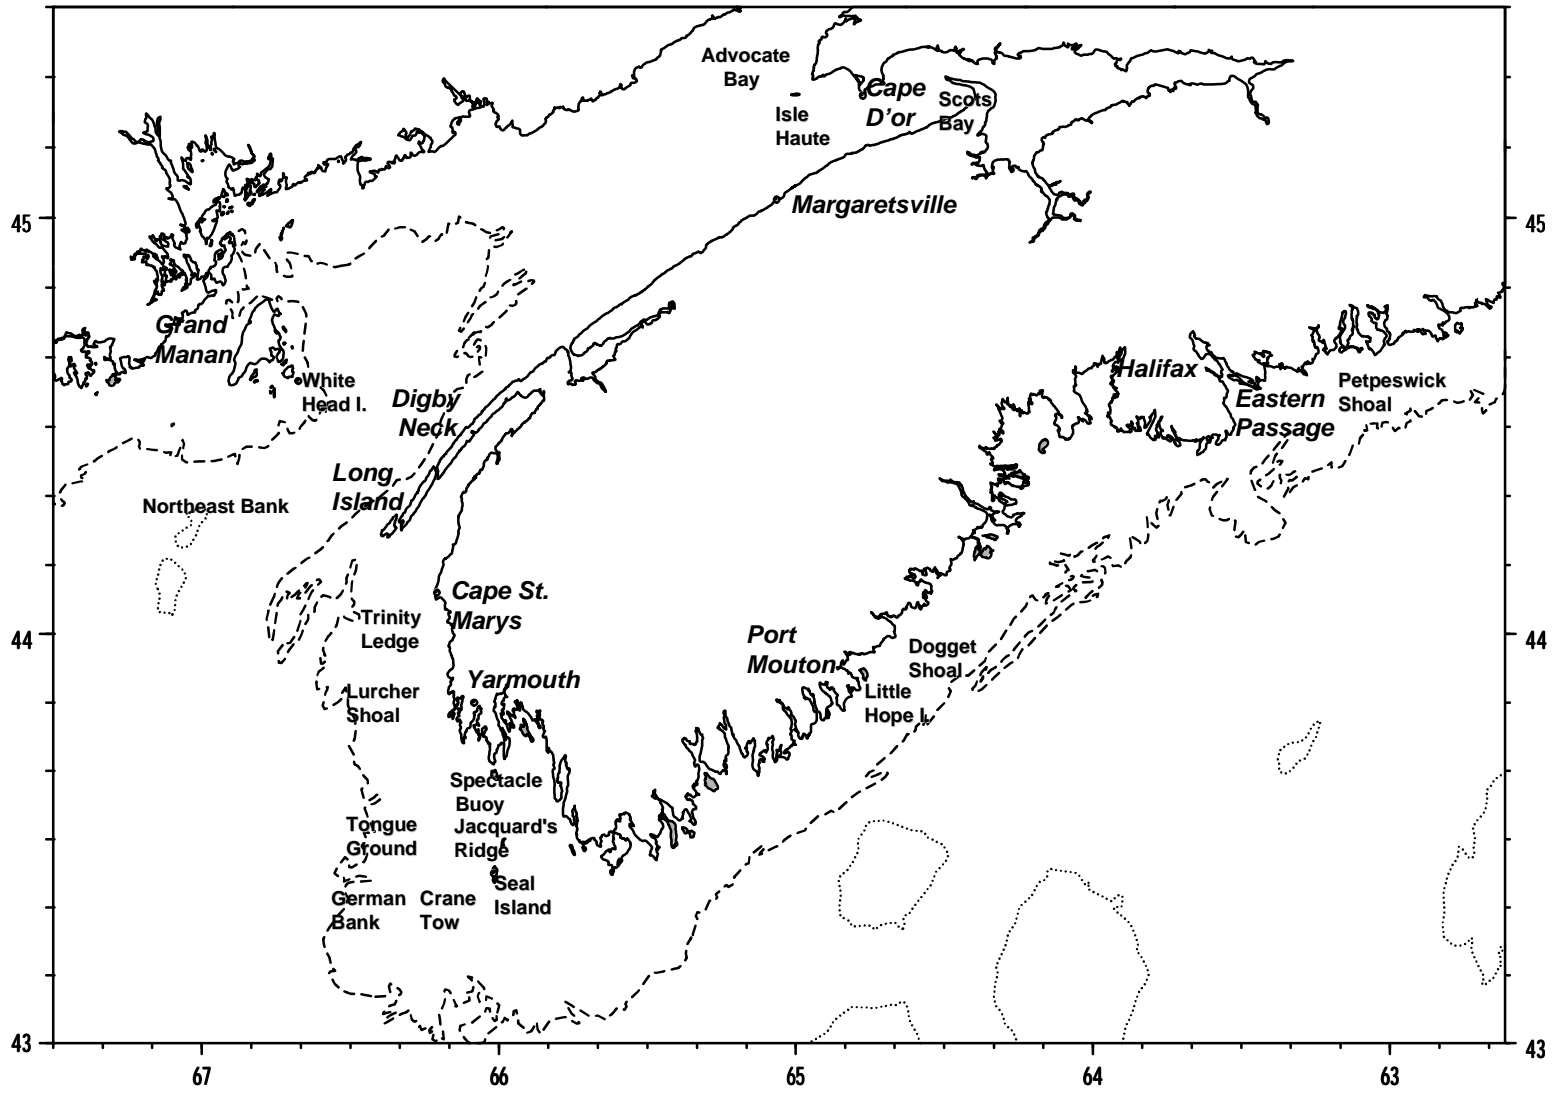 Advocate
Bay
Cape
D'or
Scots
Bay
Isle
Haute
Margaretsville
45
45
Grand
Manan
White
Head I.
Digby
Neck
Halifax
Petpeswick
Shoal
Eastern
Passage
Long
Island
Northeast Bank
Cape St.
Marys
Trinity
Ledge
44
44
Port
Mouton
Dogget
Shoal
Yarmouth
Lurcher
Shoal
Little
Hope I.
Spectacle
Buoy
Jacquard's
Ridge
Tongue
Ground
Seal
Island
German
Bank
Crane
Tow
43
43
67
66
65
64
63